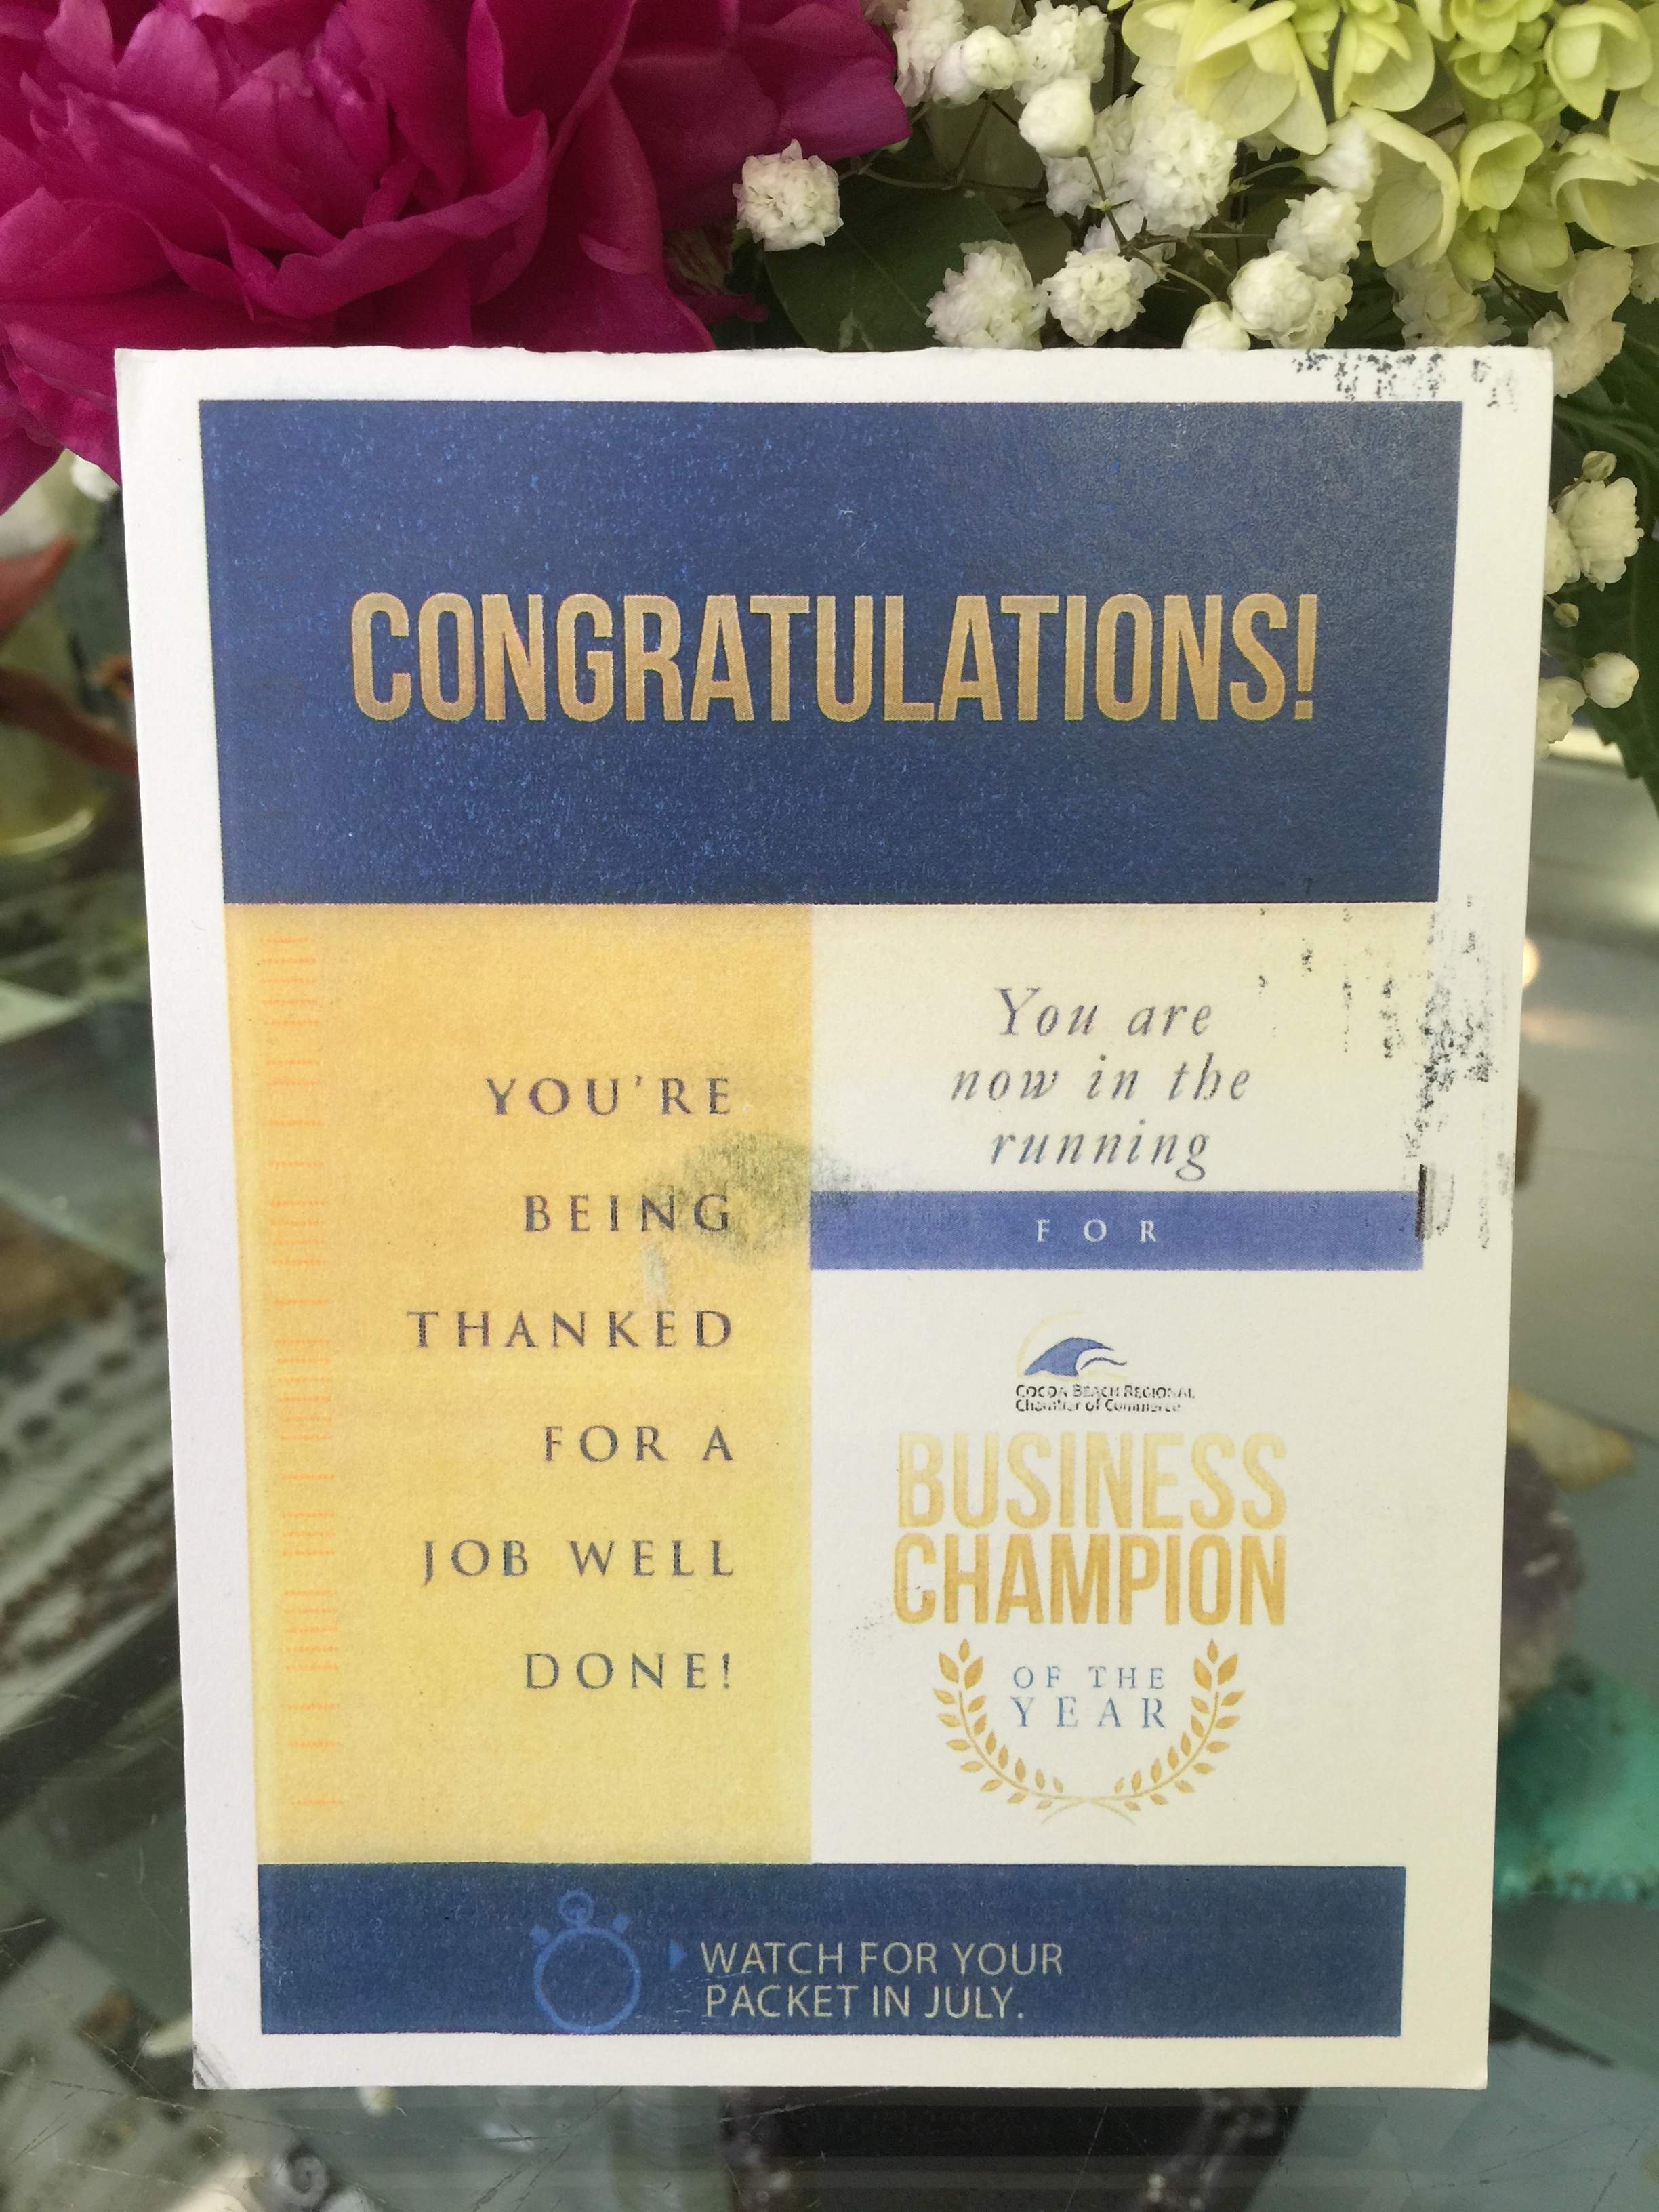 CONGRATULATIONS!
YOU'RE
BEING
THANKED
FOR A
JOB WELL
DONE!
You are
now in the
running
FOR
COCOA BEACH REGIONAL
Chamber of Commerce
BUSINESS
CHAMPION
OF THE
YEAR
WATCH FOR YOUR
PACKET IN JULY.